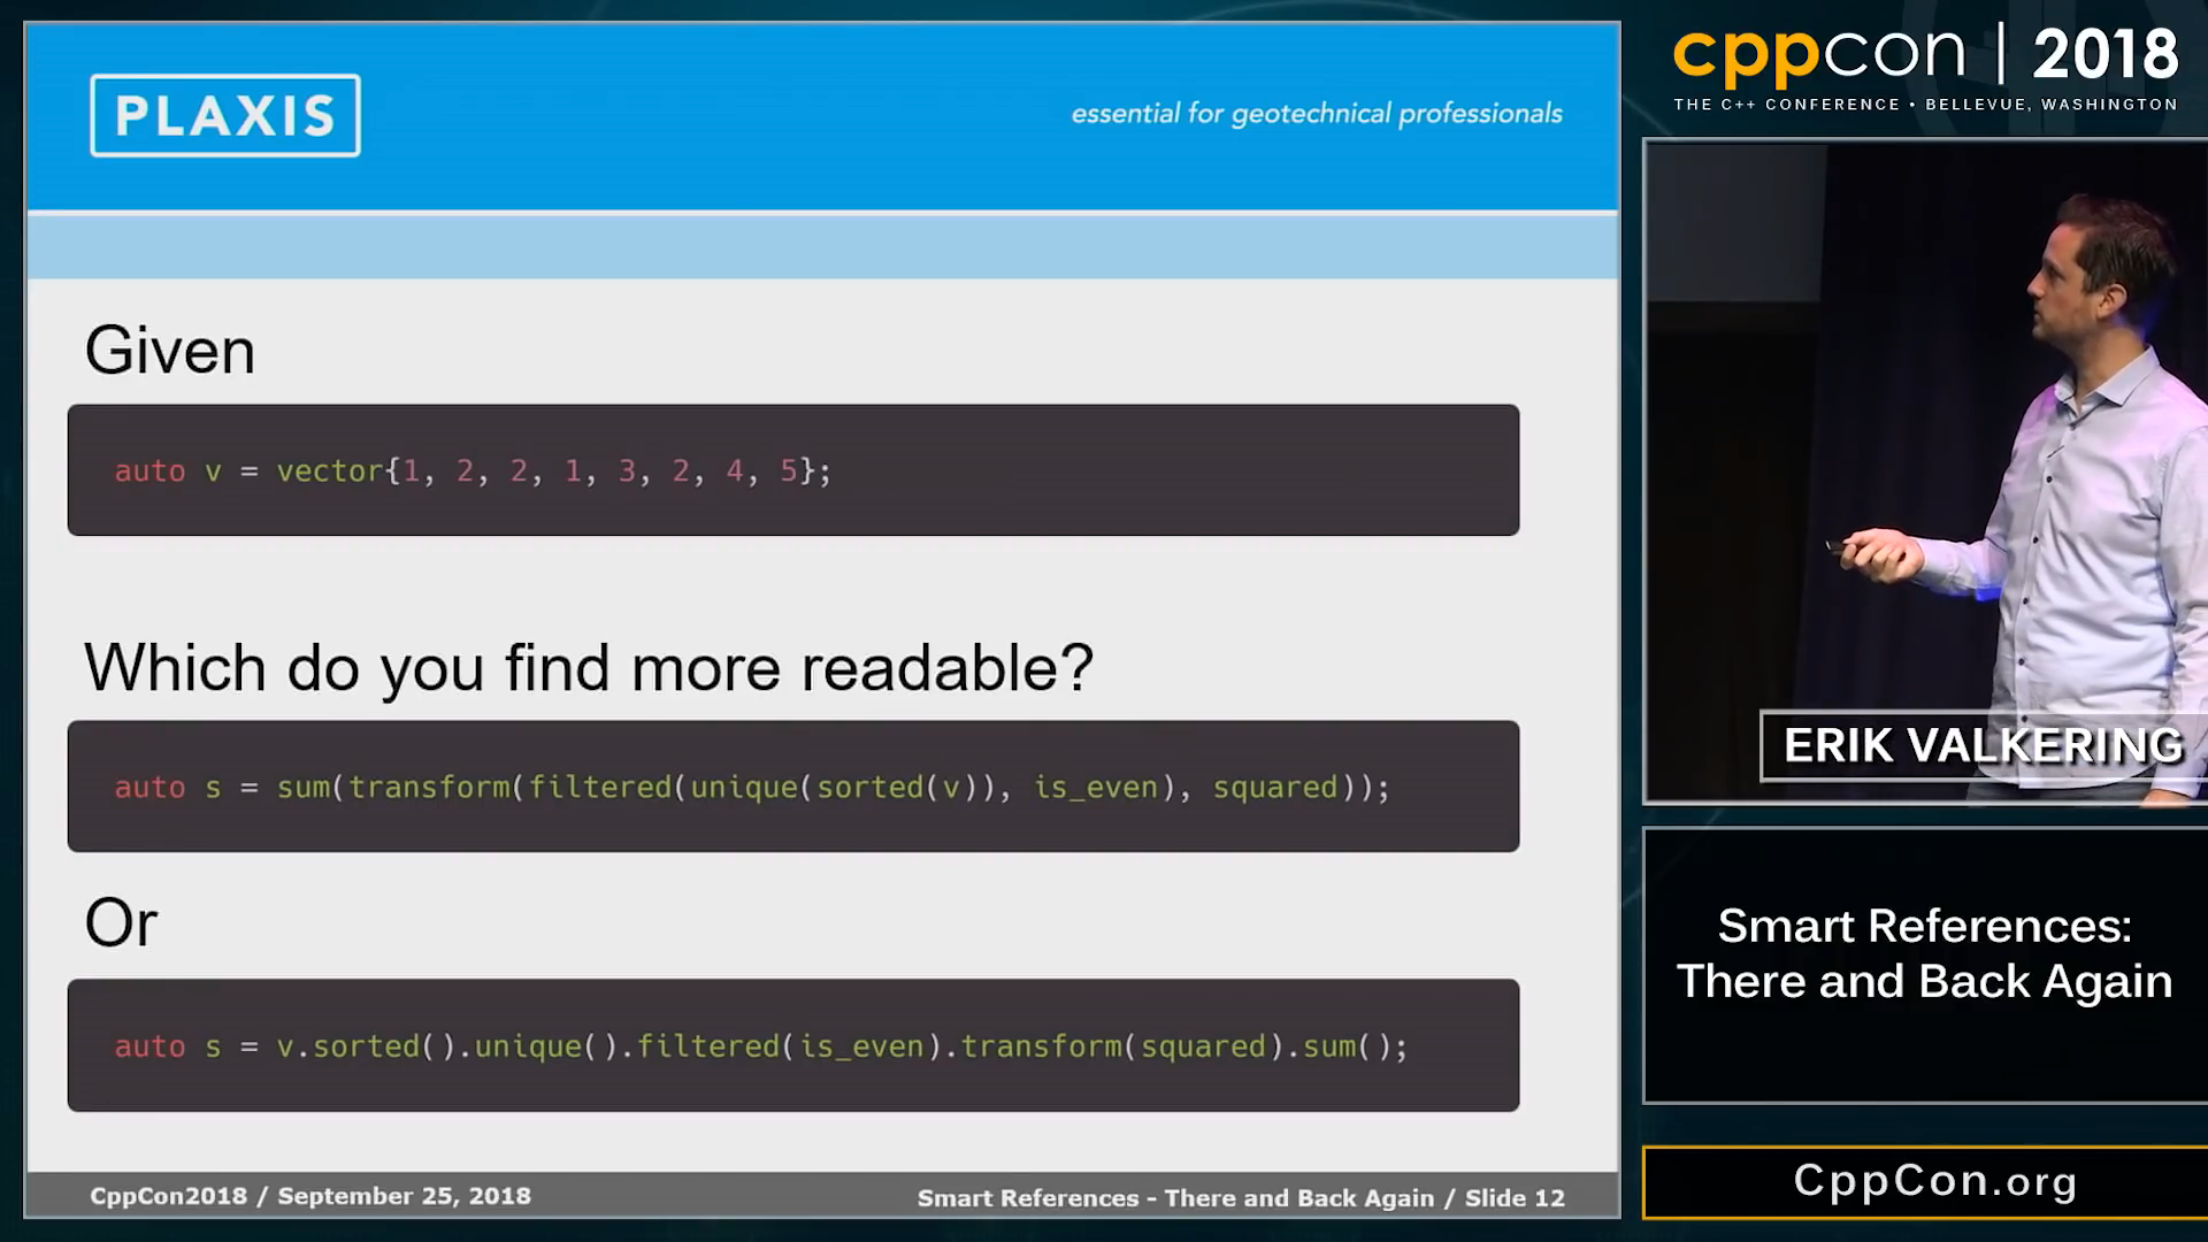 PLAXIS
essential for geotechnical professionals
Given
auto v = vector{1, 2, 2, 1, 3, 2, 4, 5};
Which do you find more readable?
auto s = sum(transform(filtered(unique(sorted(v)), is_even), squared));
Or
auto s = v.sorted().unique().filtered(is_even).transform(squared).sum();
CppCon2018 / September 25, 2018
Smart References - There and Back Again / Slide 12
cppcon | 2018
THE C++ CONFERENCE • BELLEVUE, WASHINGTON
ERIK VALKERING
Smart References:
There and Back Again
CppCon.org